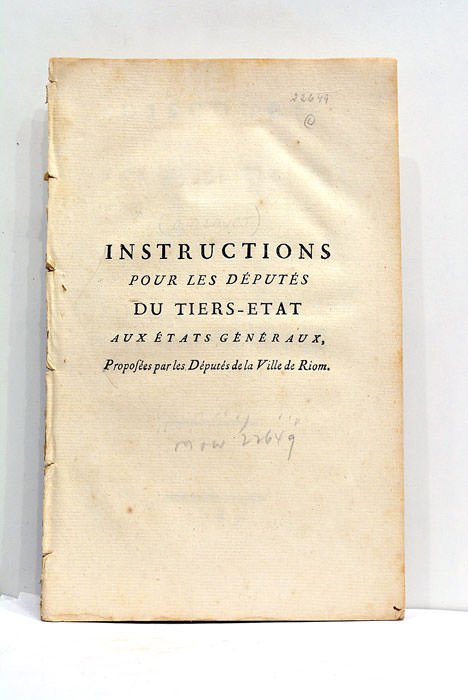 22649
©
INSTRUCTIONS
POUR LES DÉPUTÉS
DU TIERS-ETAT
AUX ÉTATS GÉNÉRAUX,
Propoſées par les Députés de la Ville de Riom.
22649